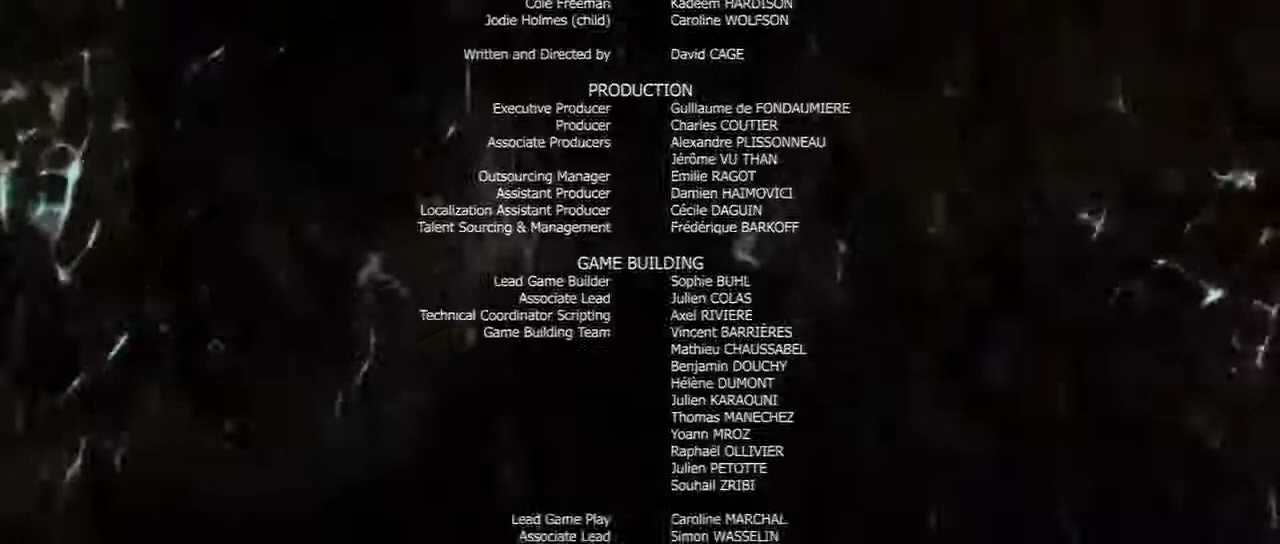 Cole Freeman Kadeem HARDISON
Jodie Holmes (child) Caroline WOLFSON
Written and Directed by David CAGE
PRODUCTION
Executive Producer Guillaume de FONDAUMIERE
Producer Charles COUTIER
Associate Producers Alexandre PLISSONNEAU
Jérôme VU THAN
Outsourcing Manager Emilie RAGOT
Assistant Producer Damien HAIMOVICI
Localization Assistant Producer Cécile DAGUIN
Talent Sourcing & Management Frédérique BARKOFF
GAME BUILDING
Lead Game Builder Sophie BUHL
Associate Lead Julien COLAS
Technical Coordinator Scripting Axel RIVIERE
Game Building Team Vincent BARRIÈRES
Mathieu CHAUSSABEL
Benjamin DOUCHY
Hélène DUMONT
Julien KARAOUNI
Thomas MANECHEZ
Yoann MROZ
Raphaël OLLIVIER
Julien PETOTTE
Souhail ZRIBI
Lead Game Play Caroline MARCHAL
Associate Lead Simon WASSELIN